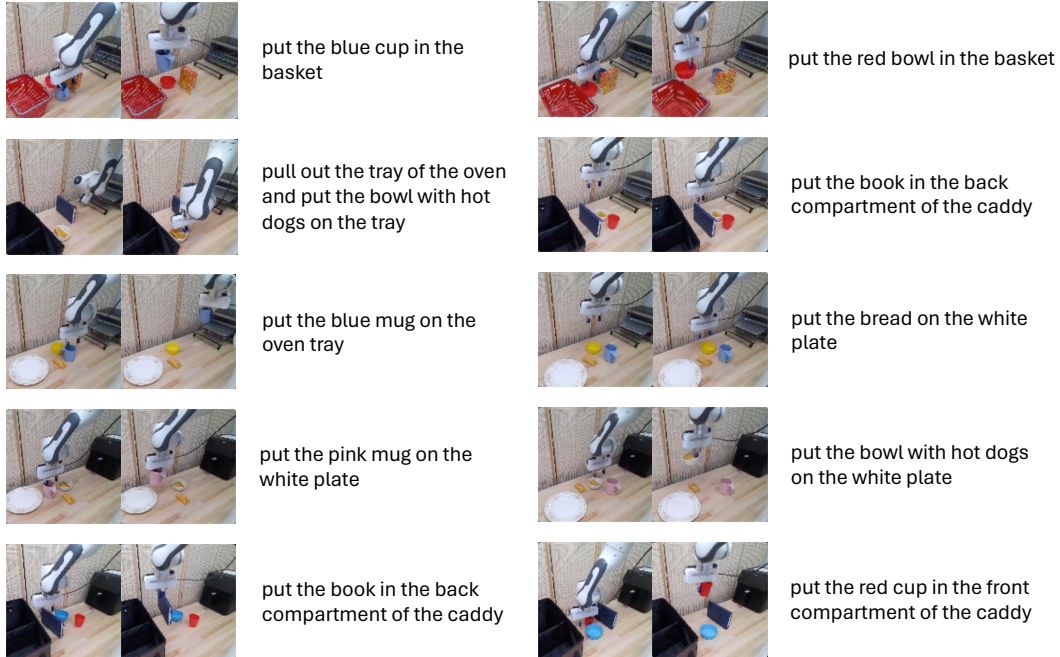 put the blue cup in the
basket
put the red bowl in the basket
pull out the tray of the oven
and put the bowl with hot
dogs on the tray
put the book in the back
compartment of the caddy
put the blue mug on the
oven tray
put the bread on the white
plate
put the pink mug on the
white plate
put the bowl with hot dogs
on the white plate
put the book in the back
compartment of the caddy
put the red cup in the front
compartment of the caddy